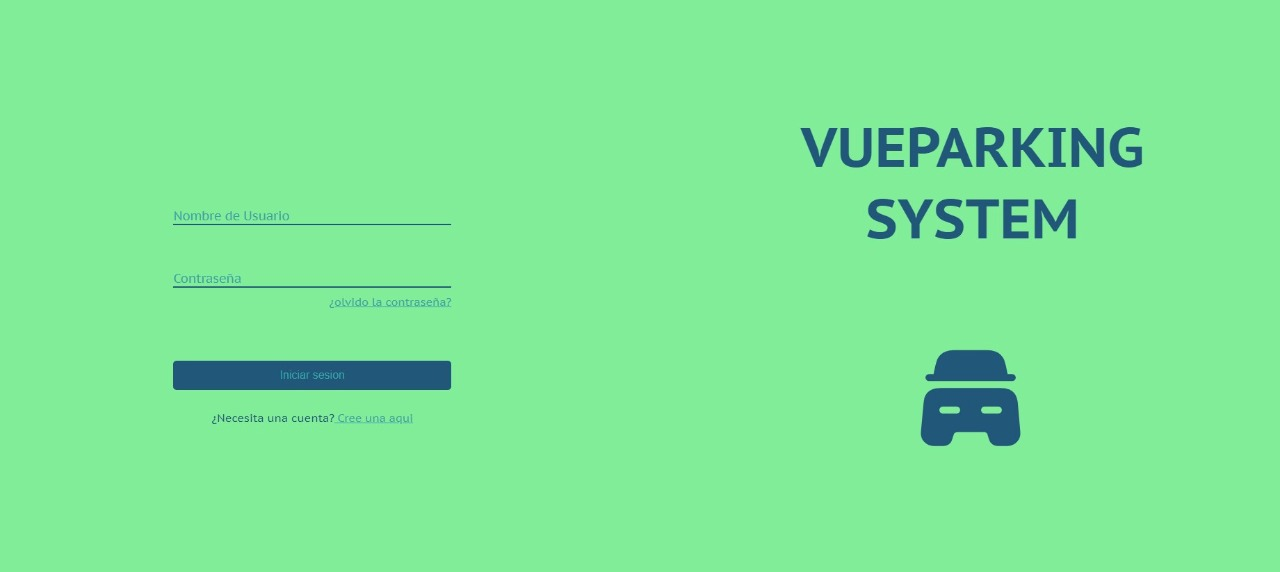 Nombre de Usuario
Contraseña
¿olvido la contraseña?
Iniciar sesion
¿Necesita una cuenta? Cree una aqui
VUEPARKING
SYSTEM